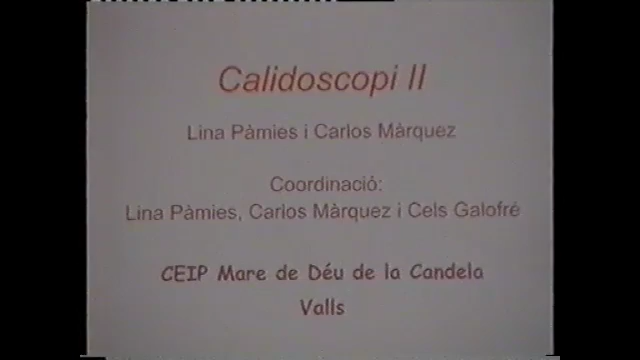 Calidoscopi II
Lina Pàmies i Carlos Màrquez
Coordinació:
Lina Pàmies, Carlos Màrquez i Cels Galofré
CEIP Mare de Déu de la Candela
Valls